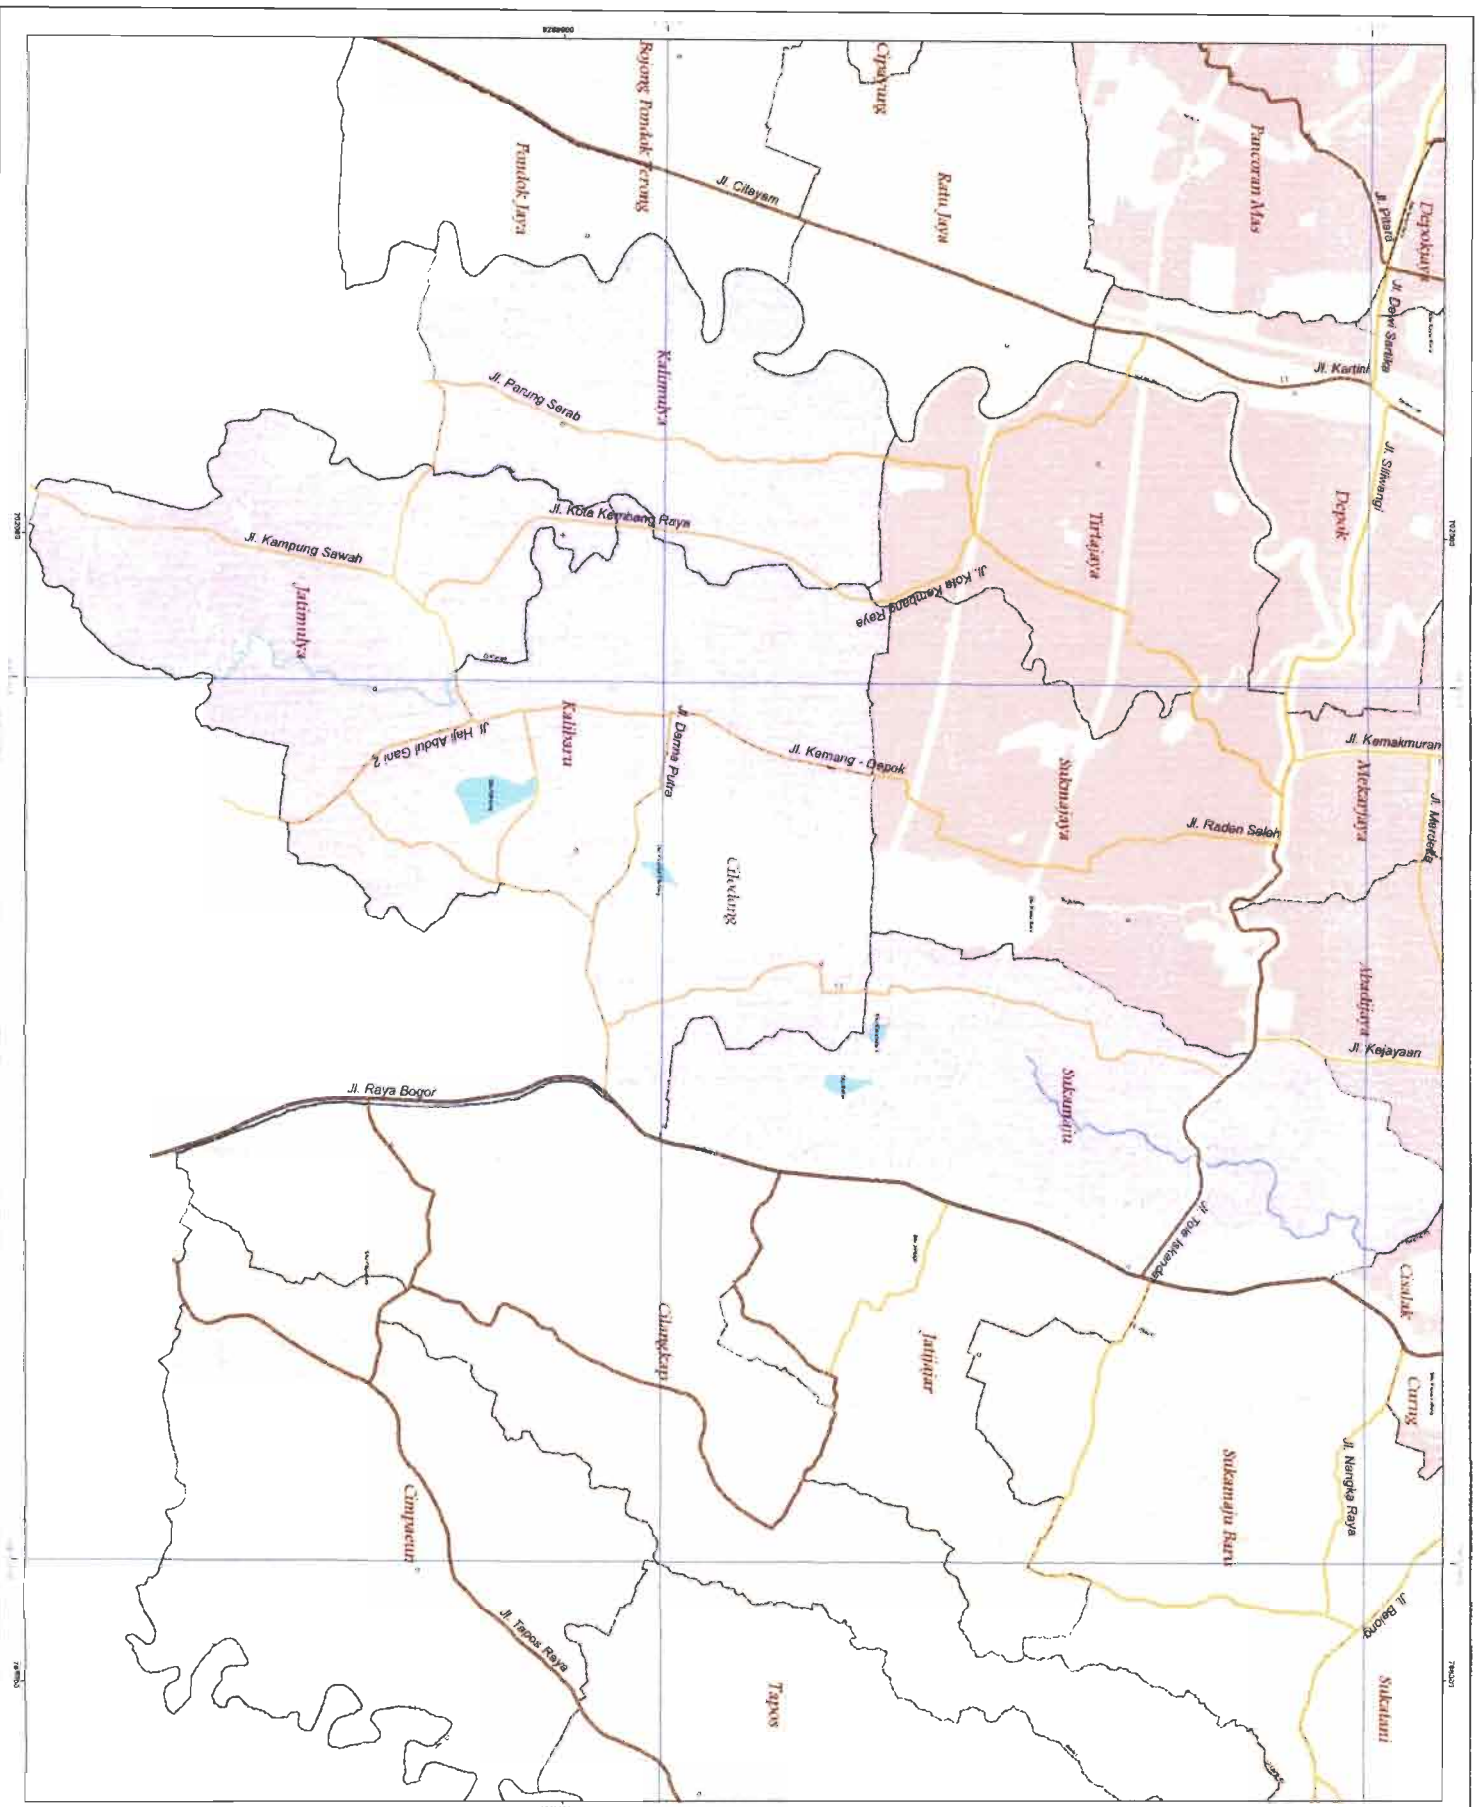 Bojong Pondok Terong
Cipayung
Pondok Jaya
Ratu Jaya
Pancoran Mas
Depokjaya
Jl. Citayam
Jl. Pitara
Jl. Dewi Sartika
Jl. Kartini
Jl. Siliwangi
Kalimulya
Jl. Parung Serab
Jl. Kota Kembang Raya
Jl. Kampung Sawah
Jatimulya
Jl. Kota Kembang Raya
Tirtajaya
Depok
Jl. Haji Abdul Gani 2
Kalibaru
Jl. Danna Putra
Jl. Kemang - Depok
Sukmajaya
Jl. Raden Saleh
Jl. Kemakmuran
Mekarjaya
Jl. Merdeka
Cilodong
Abadijaya
Jl. Kejayaan
Sukamaju
Jl. Raya Bogor
Jl. Tole Iskandar
Cisalak
Cilangkap
Jatijajar
Curug
Sukamaju Baru
Jl. Nangka Raya
Cimpaeun
Jl. Tapos Raya
Tapos
Jl. Belong
Sukatani